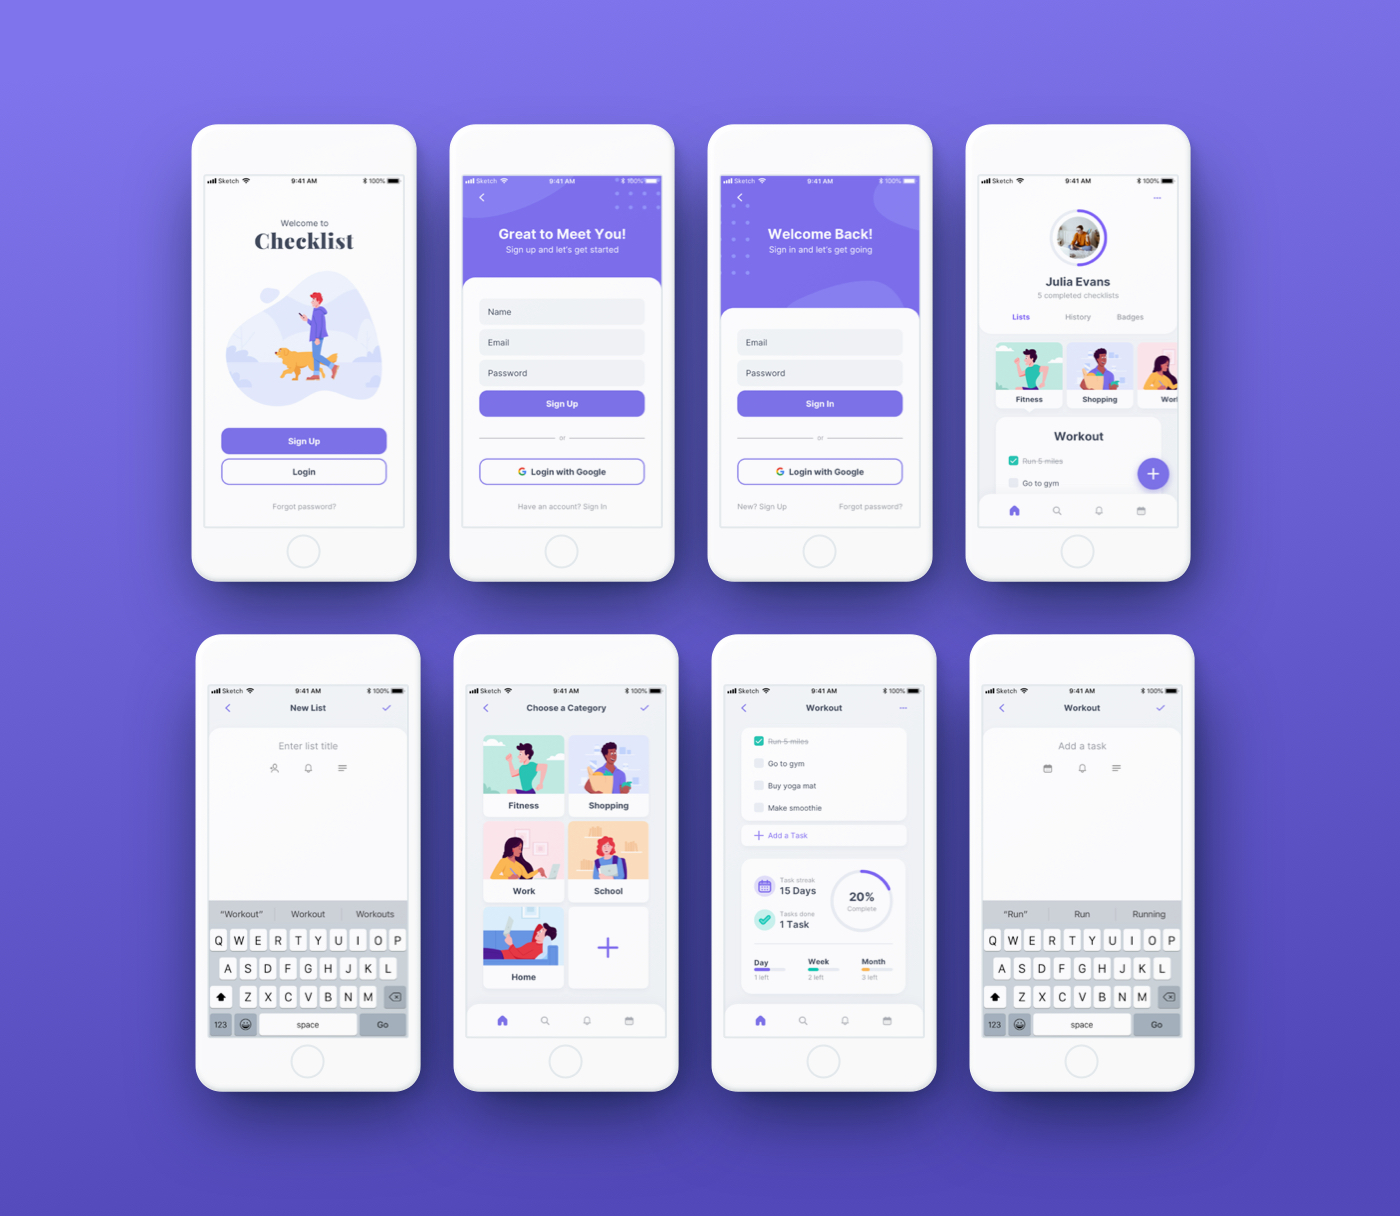 Sketch 9:41 AM 100%
Welcome to
Checklist
Sign Up
Login
Forgot password?
Sketch 9:41 AM 100%
Great to Meet You!
Sign up and let's get started
Name
Email
Password
Sign Up
or
Login with Google
Have an account? Sign In
Sketch 9:41 AM 100%
Welcome Back!
Sign in and let's get going
Email
Password
Sign In
or
Login with Google
New? Sign Up Forgot password?
Sketch 9:41 AM 100%
Julia Evans
5 completed checklists
Lists History Badges
Fitness Shopping Wor
Workout
Run 5 miles
Go to gym
Sketch 9:41 AM 100%
New List
Enter list title
“Workout” Workout Workouts
Q W E R T Y U I O P
A S D F G H J K L
Z X C V B N M
123 space Go
Sketch 9:41 AM 100%
Choose a Category
Fitness Shopping
Work School
Home
Sketch 9:41 AM 100%
Workout
Run 5 miles
Go to gym
Buy yoga mat
Make smoothie
Add a Task
Task streak
15 Days
Tasks done
1 Task
20%
Complete
Day Week Month
1 left 2 left 3 left
Sketch 9:41 AM 100%
Workout
Add a task
“Run” Run Running
Q W E R T Y U I O P
A S D F G H J K L
Z X C V B N M
123 space Go